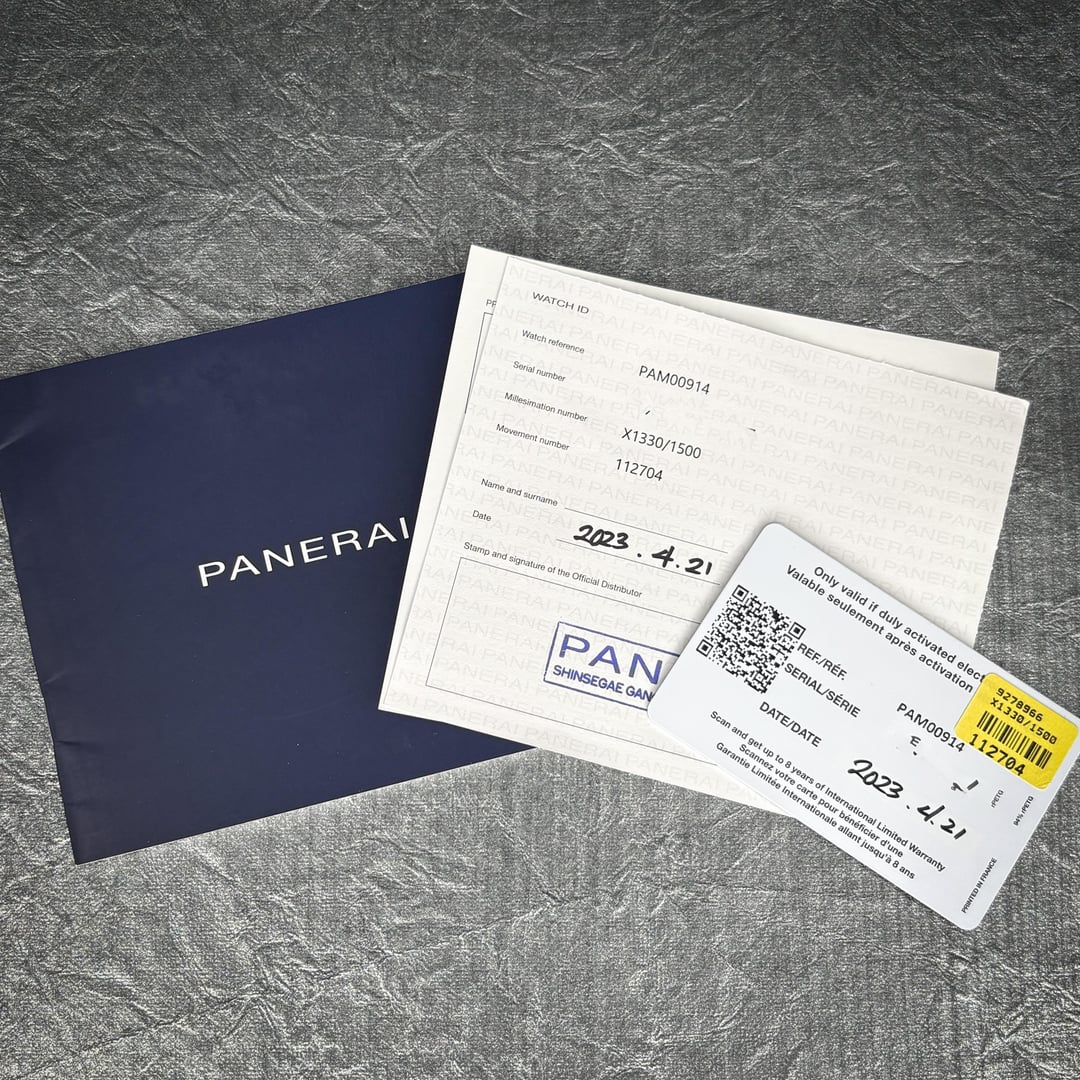 PANERAI
WATCH ID
Watch reference
PAM00914
Serial number
Millesimation number
X1330/1500
Movement number
112704
Name and surname
Date
2023.4.21
Stamp and signature of the Official Distributor
PAN
SHINSEGAE GAN
Only valid if duly activated elect
Valable seulement après activation
REF./RÉF.
PAM00914
SERIAL/SÉRIE
E
DATE/DATE
2023.4.21
Scan and get up to 8 years of International Limited Warranty
Scannez votre carte pour bénéficier d'une
Garantie Limitée Internationale allant jusqu'à 8 ans
9278966
X1330/1500
112704
rPETG
94% rPETG
PRINTED IN FRANCE